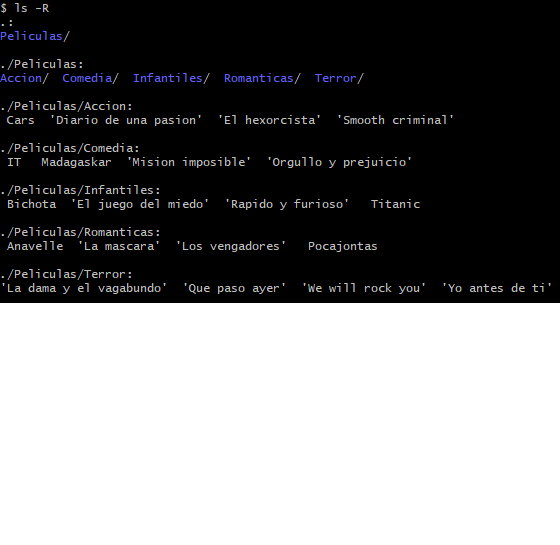 $ ls -R
.:
Peliculas/
./Peliculas:
Accion/  Comedia/  Infantiles/  Romanticas/  Terror/
./Peliculas/Accion:
 Cars  'Diario de una pasion'  'El hexorcista'  'Smooth criminal'
./Peliculas/Comedia:
 IT   Madagaskar  'Mision imposible'  'Orgullo y prejuicio'
./Peliculas/Infantiles:
 Bichota  'El juego del miedo'  'Rapido y furioso'   Titanic
./Peliculas/Romanticas:
 Anavelle  'La mascara'  'Los vengadores'   Pocajontas
./Peliculas/Terror:
'La dama y el vagabundo'  'Que paso ayer'  'We will rock you'  'Yo antes de ti'